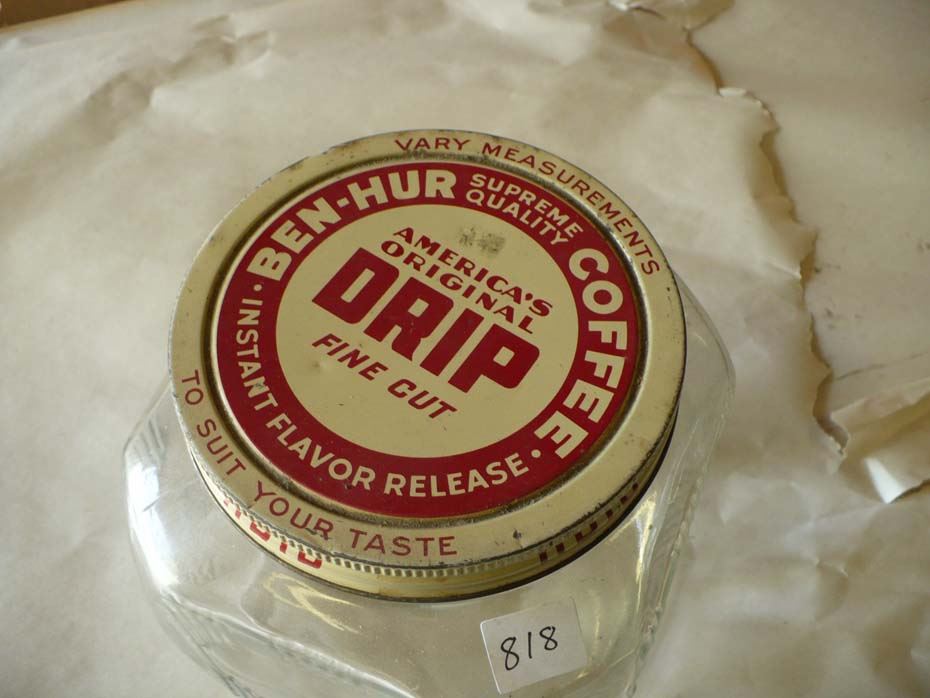 VARY MEASUREMENTS
BEN-HUR
SUPREME
QUALITY
COFFEE
AMERICA'S
ORIGINAL
DRIP
FINE CUT
• INSTANT FLAVOR RELEASE •
TO SUIT YOUR TASTE
818